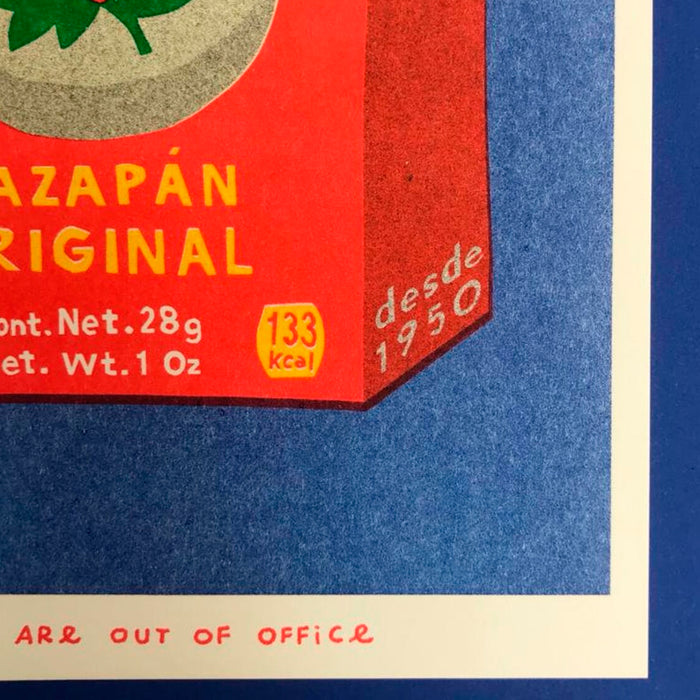 AZAPÁN
RIGINAL
ont. Net. 28g
et. Wt. 1 Oz
133
kcal
desde
1950
ARE OUT OF OFFICE